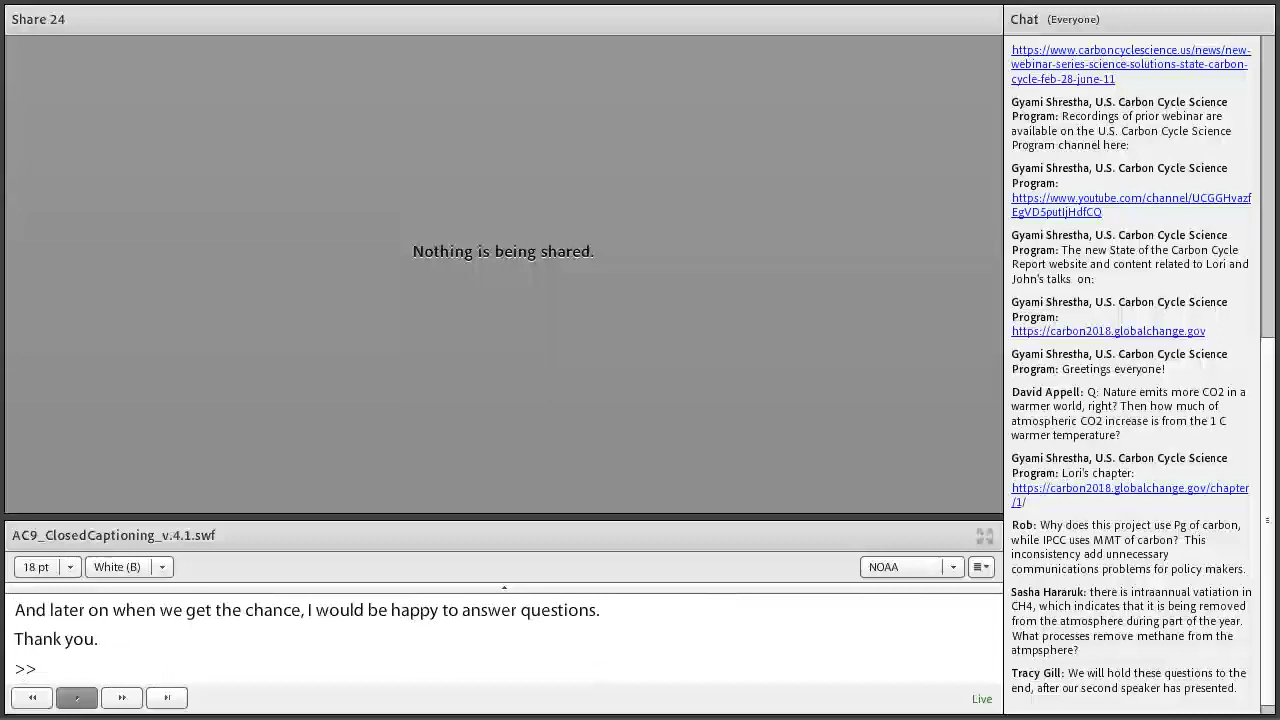 Share 24
Nothing is being shared.
AC9_ClosedCaptioning_v.4.1.swf
18 pt
White (B)
NOAA
And later on when we get the chance, I would be happy to answer questions.
Thank you.
>>
Live
Chat (Everyone)
https://www.carboncyclescience.us/news/new-
webinar-series-science-solutions-state-carbon-
cycle-feb-28-june-11
Gyami Shrestha, U.S. Carbon Cycle Science
Program: Recordings of prior webinar are
available on the U.S. Carbon Cycle Science
Program channel here:
Gyami Shrestha, U.S. Carbon Cycle Science
Program:
https://www.youtube.com/channel/UCGGHvazf
EgVD5putIjHdfCQ
Gyami Shrestha, U.S. Carbon Cycle Science
Program: The new State of the Carbon Cycle
Report website and content related to Lori and
John's talks on:
Gyami Shrestha, U.S. Carbon Cycle Science
Program:
https://carbon2018.globalchange.gov
Gyami Shrestha, U.S. Carbon Cycle Science
Program: Greetings everyone!
David Appell: Q: Nature emits more CO2 in a
warmer world, right? Then how much of
atmospheric CO2 increase is from the 1 C
warmer temperature?
Gyami Shrestha, U.S. Carbon Cycle Science
Program: Lori's chapter:
https://carbon2018.globalchange.gov/chapter
/1/
Rob: Why does this project use Pg of carbon,
while IPCC uses MMT of carbon? This
inconsistency add unnecessary
communications problems for policy makers.
Sasha Hararuk: there is intraannual vatiation in
CH4, which indicates that it is being removed
from the atmosphere during part of the year.
What processes remove methane from the
atmpsphere?
Tracy Gill: We will hold these questions to the
end, after our second speaker has presented.